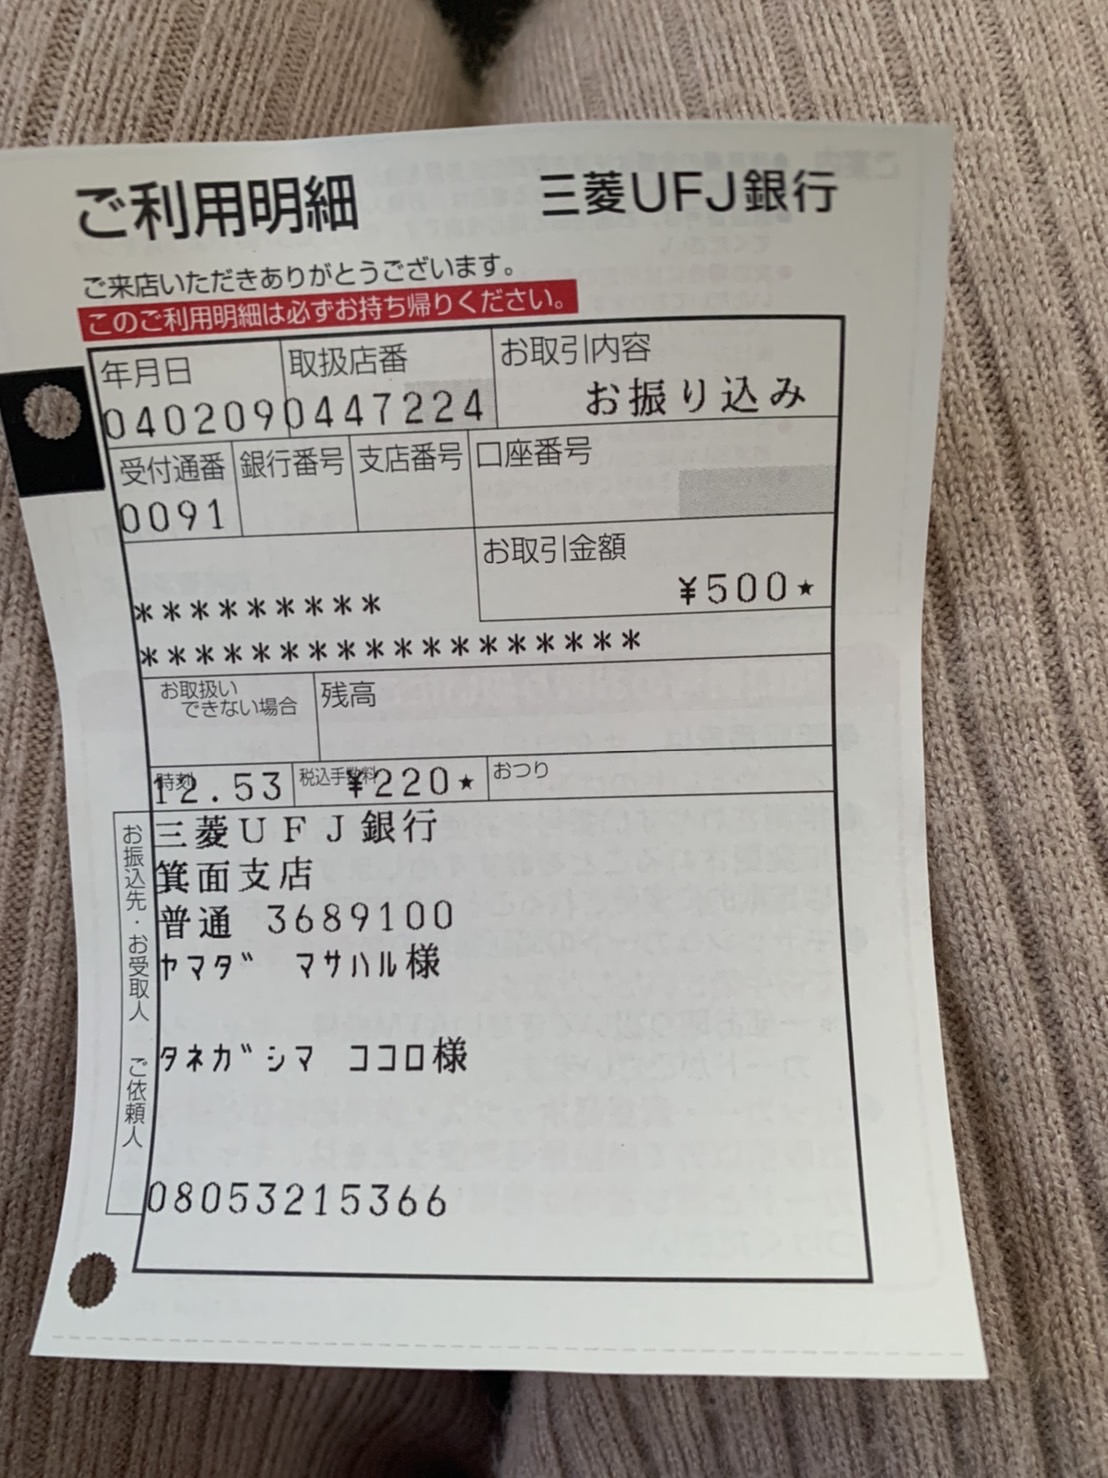 ご利用明細 三菱UFJ銀行
ご来店いただきありがとうございます。
このご利用明細は必ずお持ち帰りください。
年月日 取扱店番 お取引内容
040209 0447224 お振り込み
受付通番 銀行番号 支店番号 口座番号
0091
お取引金額
¥500★
*********
******************
お取扱い
できない場合
残高
時刻 税込手数料 おつり
12.53 ¥220★
お振込先・お受取人 ご依頼人
三菱UFJ銀行
箕面支店
普通 3689100
ヤマダ マサハル様
タネガシマ ココロ様
08053215366